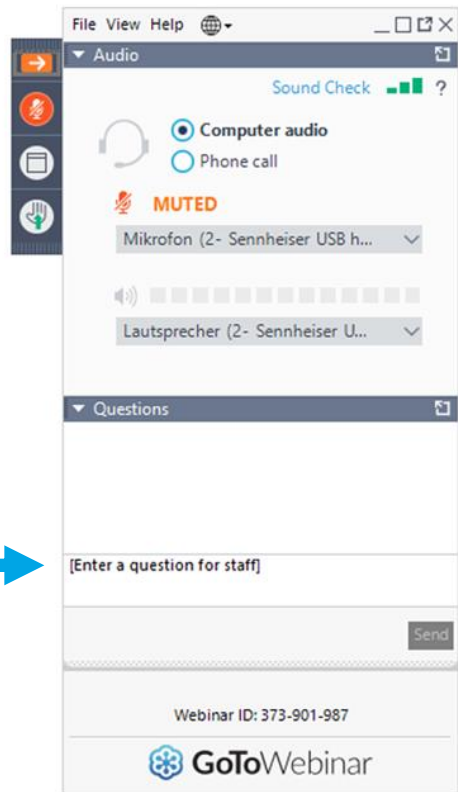 File View Help
Audio
Sound Check ?
Computer audio
Phone call
MUTED
Mikrofon (2- Sennheiser USB h...
Lautsprecher (2- Sennheiser U...
Questions
[Enter a question for staff]
Send
Webinar ID: 373-901-987
GoToWebinar